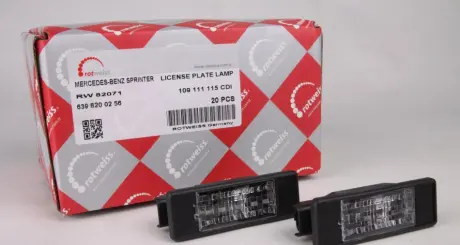 rotweiss
MERCEDES-BENZ SPRINTER LICENSE PLATE LAMP
RW 82071 109 111 115 CDI
639 820 02 56 20 PCS
ROTWEISS Germany
rotweiss.
rotweiss.
rotweiss.
rotweiss.